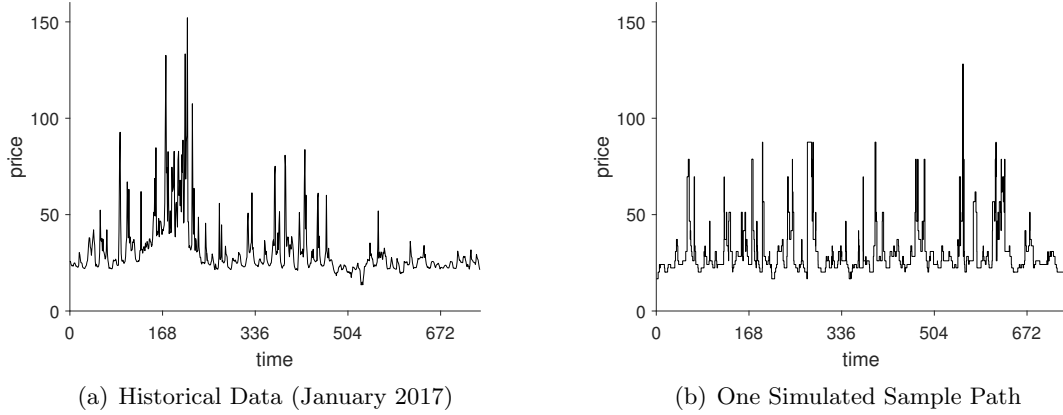 150
100
50
0
price
0 168 336 504 672
time
(a) Historical Data (January 2017)
150
100
50
0
price
0 168 336 504 672
time
(b) One Simulated Sample Path